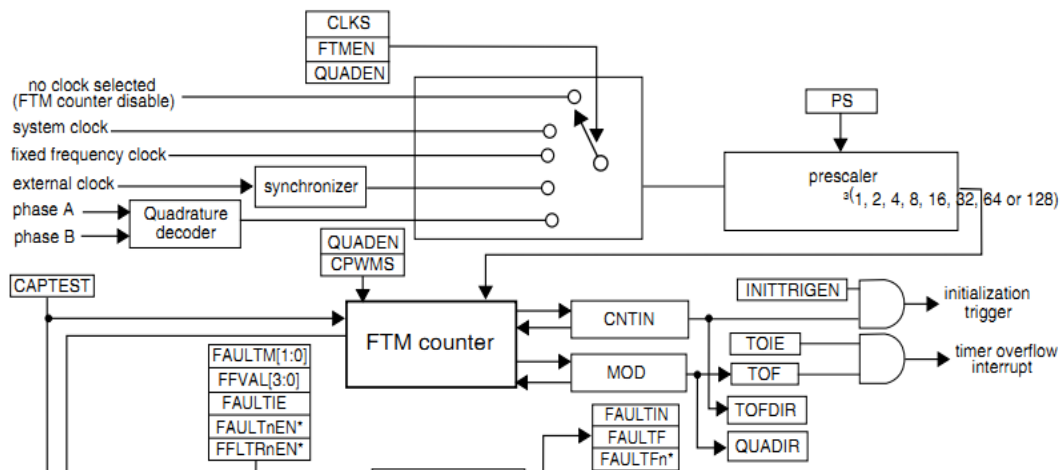 CLKS
FTMEN
QUADEN
no clock selected
(FTM counter disable)
system clock
fixed frequency clock
external clock
synchronizer
phase A
phase B
Quadrature
decoder
PS
prescaler
³(1, 2, 4, 8, 16, 32, 64 or 128)
QUADEN
CPWMS
CAPTEST
FTM counter
CNTIN
MOD
INITTRIGEN
initialization
trigger
TOIE
TOF
timer overflow
interrupt
TOFDIR
QUADIR
FAULTM[1:0]
FFVAL[3:0]
FAULTIE
FAULTnEN*
FFLTRnEN*
FAULTIN
FAULTF
FAULTFn*